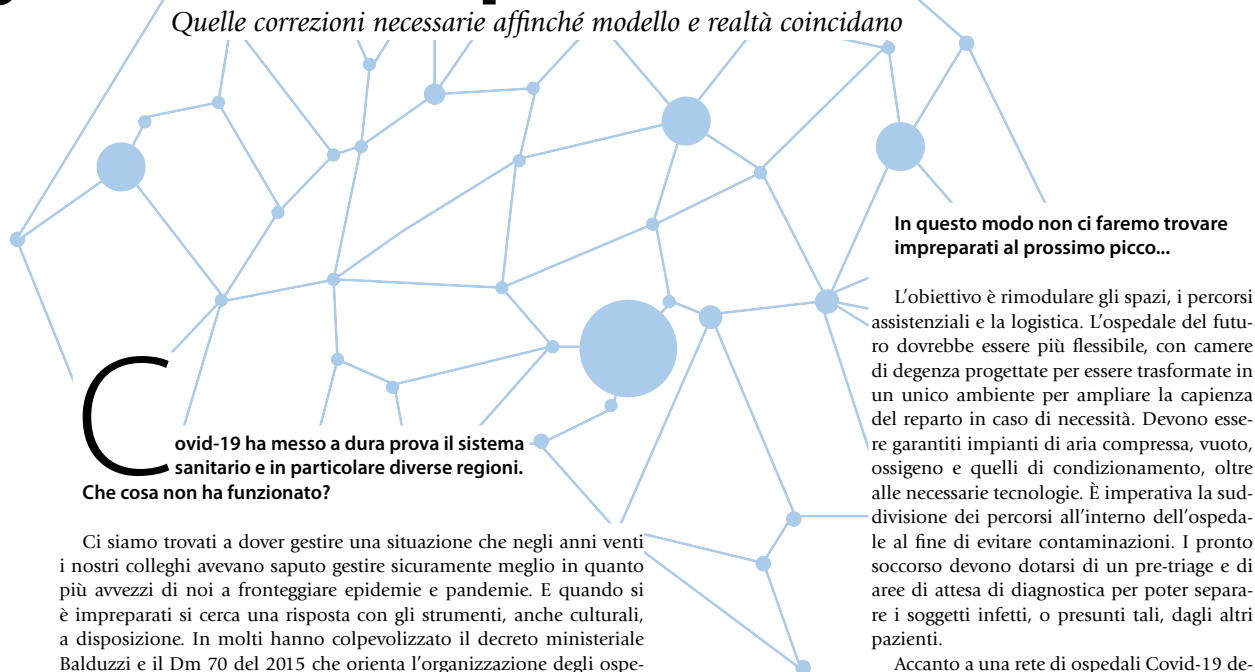 Quelle correzioni necessarie affinché modello e realtà coincidano
Covid-19 ha messo a dura prova il sistema
sanitario e in particolare diverse regioni.
Che cosa non ha funzionato?
Ci siamo trovati a dover gestire una situazione che negli anni venti
i nostri colleghi avevano saputo gestire sicuramente meglio in quanto
più avvezzi di noi a fronteggiare epidemie e pandemie. E quando si
è impreparati si cerca una risposta con gli strumenti, anche culturali,
a disposizione. In molti hanno colpevolizzato il decreto ministeriale
Balduzzi e il Dm 70 del 2015 che orienta l’organizzazione degli ospe-
In questo modo non ci faremo trovare
impreparati al prossimo picco...
L’obiettivo è rimodulare gli spazi, i percorsi
assistenziali e la logistica. L’ospedale del futu-
ro dovrebbe essere più flessibile, con camere
di degenza progettate per essere trasformate in
un unico ambiente per ampliare la capienza
del reparto in caso di necessità. Devono esse-
re garantiti impianti di aria compressa, vuoto,
ossigeno e quelli di condizionamento, oltre
alle necessarie tecnologie. È imperativa la sud-
divisione dei percorsi all’interno dell’ospeda-
le al fine di evitare contaminazioni. I pronto
soccorso devono dotarsi di un pre-triage e di
aree di attesa di diagnostica per poter separa-
re i soggetti infetti, o presunti tali, dagli altri
pazienti.
Accanto a una rete di ospedali Covid-19 de-